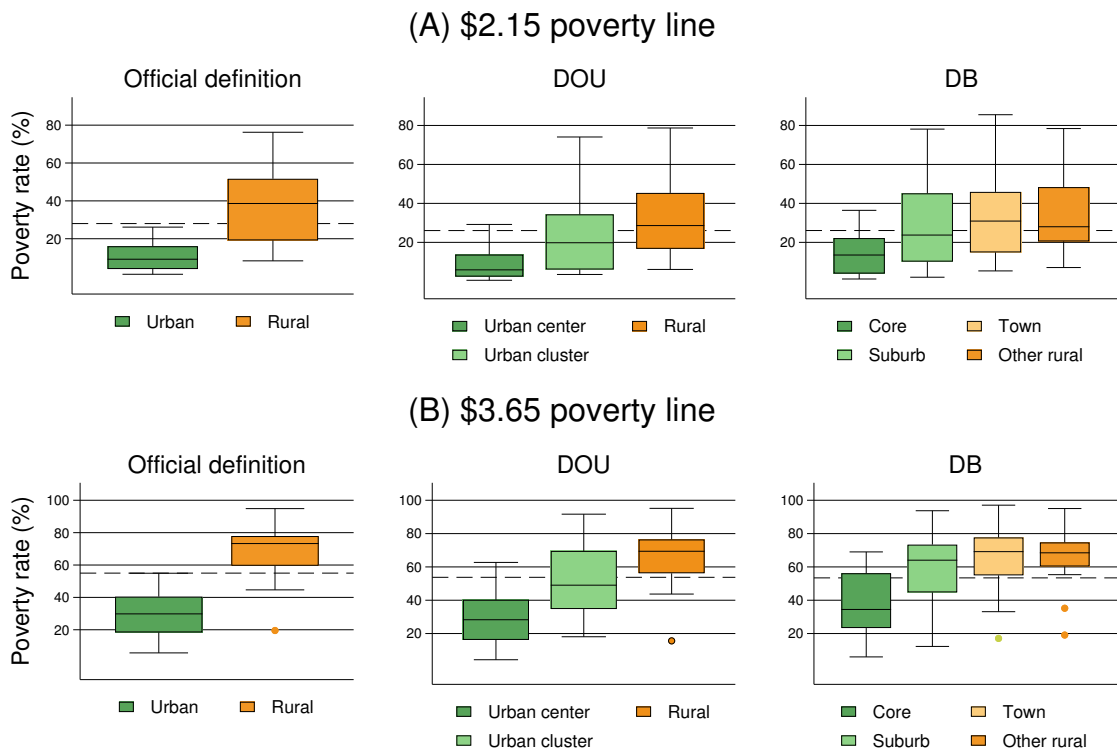 (A) $2.15 poverty line
Official definition
DOU
DB
Poverty rate (%)
80
60
40
20
80
60
40
20
80
60
40
20
Urban
Rural
Urban center
Rural
Urban cluster
Core
Town
Suburb
Other rural
(B) $3.65 poverty line
Official definition
DOU
DB
Poverty rate (%)
100
80
60
40
20
100
80
60
40
20
100
80
60
40
20
Urban
Rural
Urban center
Rural
Urban cluster
Core
Town
Suburb
Other rural